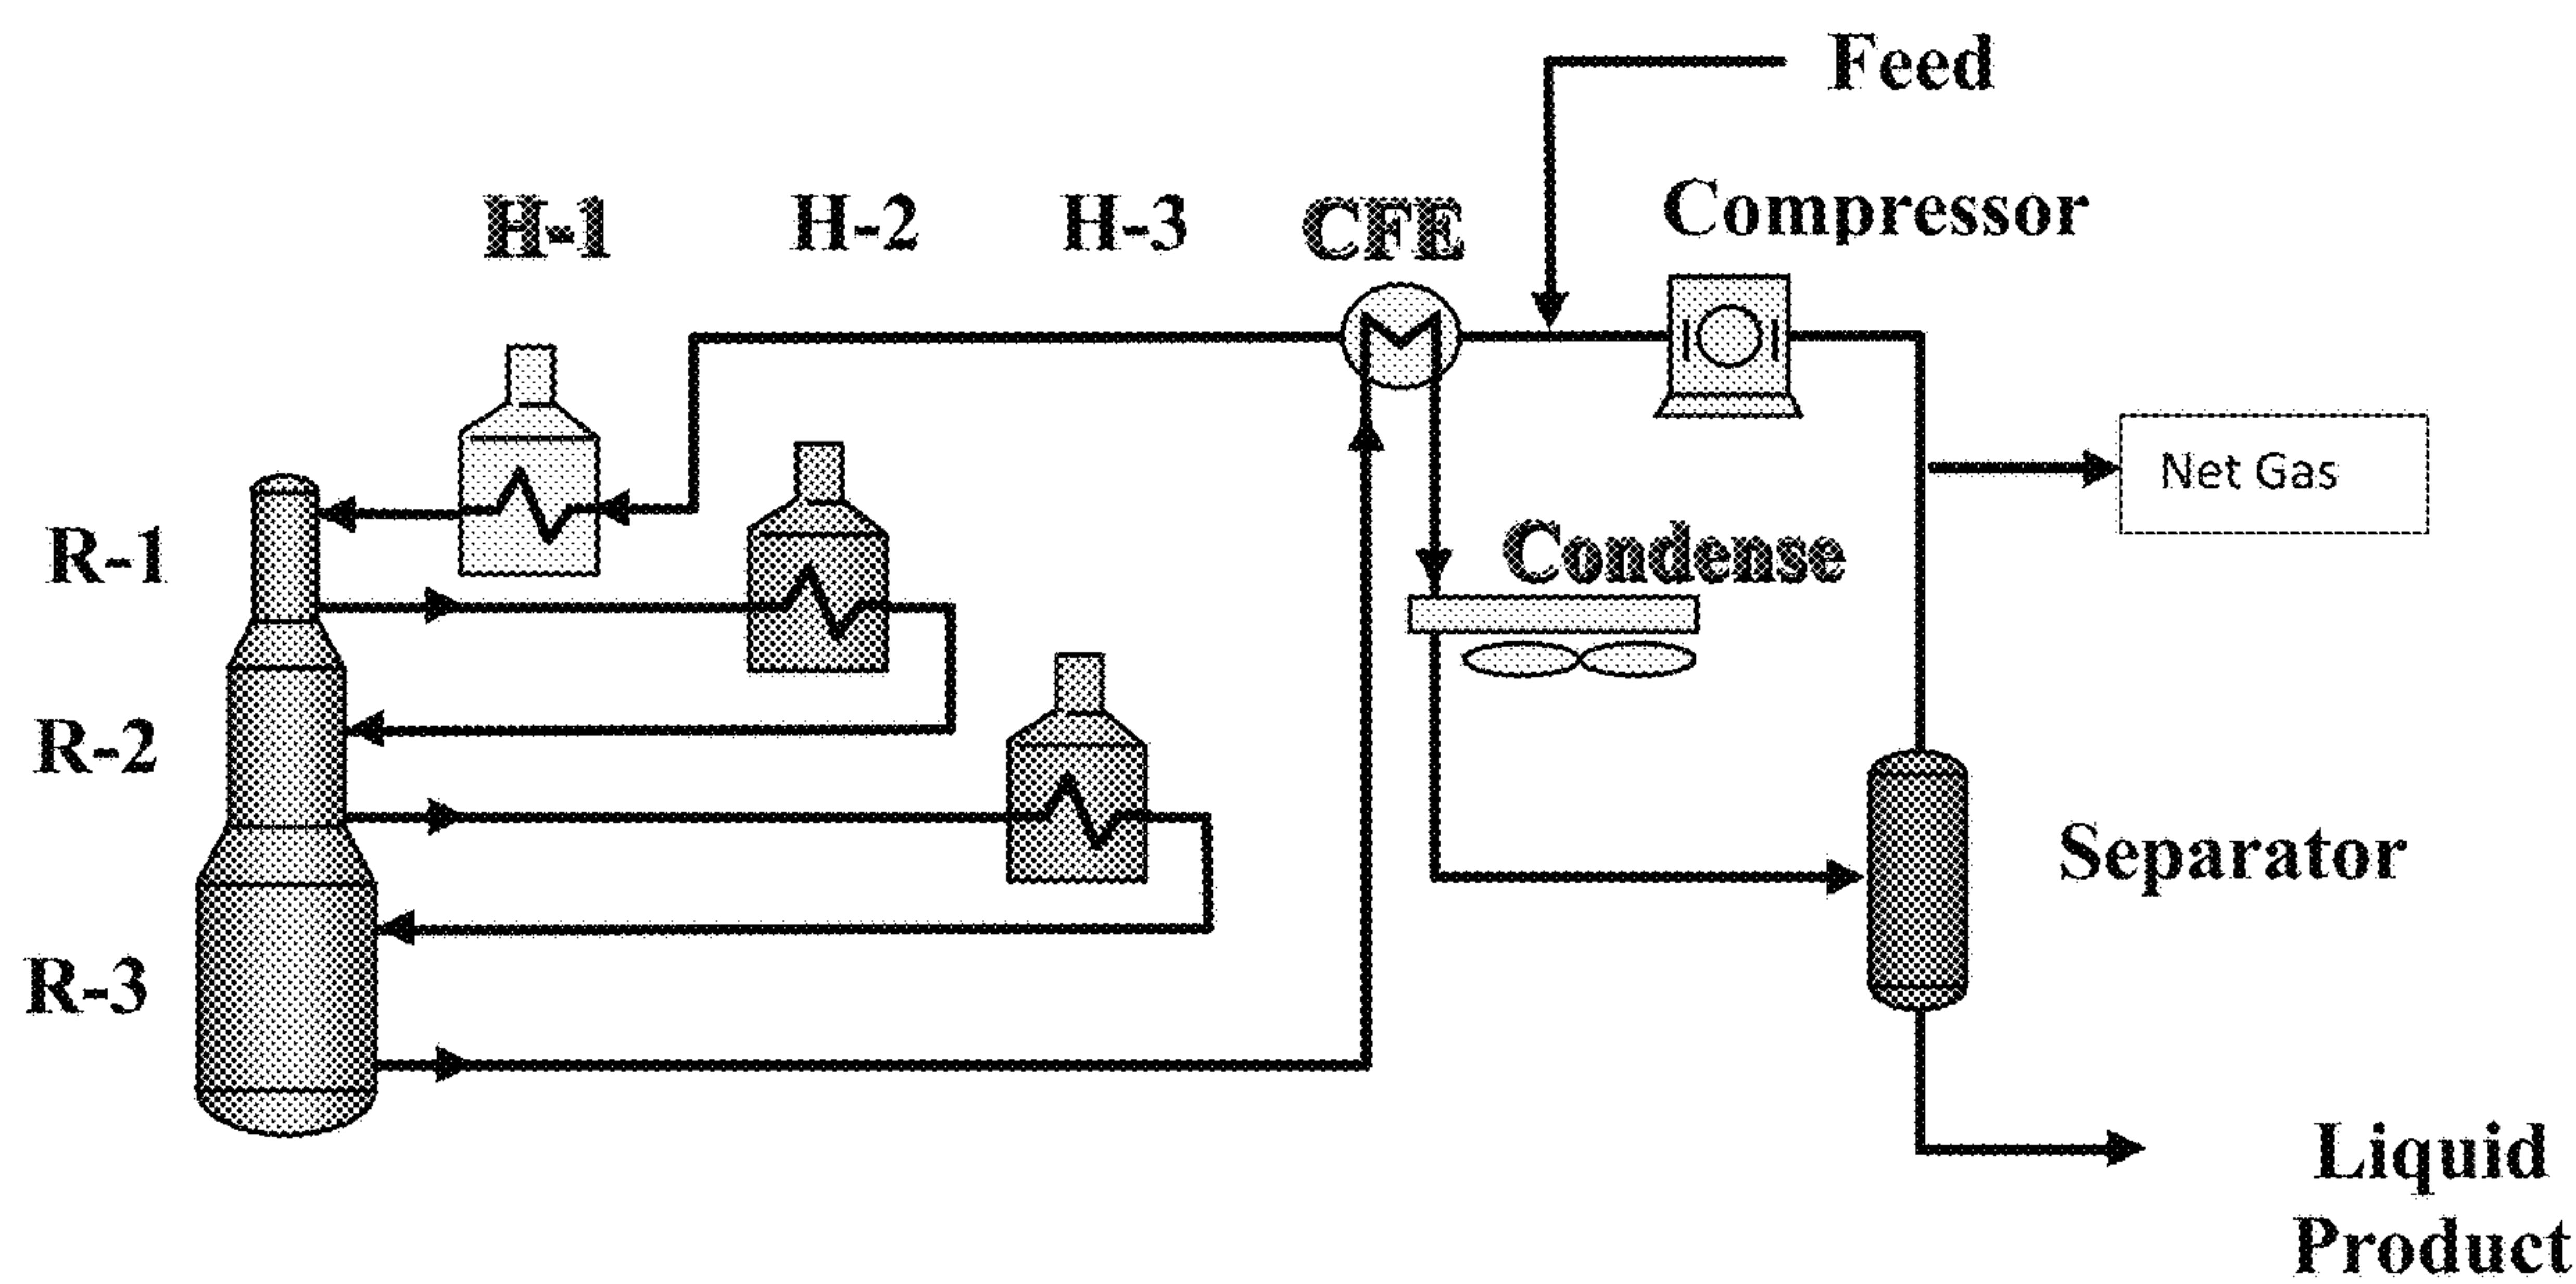 Feed
H-1
H-2
H-3
CFE
Compressor
Net Gas
R-1
Condense
R-2
Separator
R-3
Liquid
Product